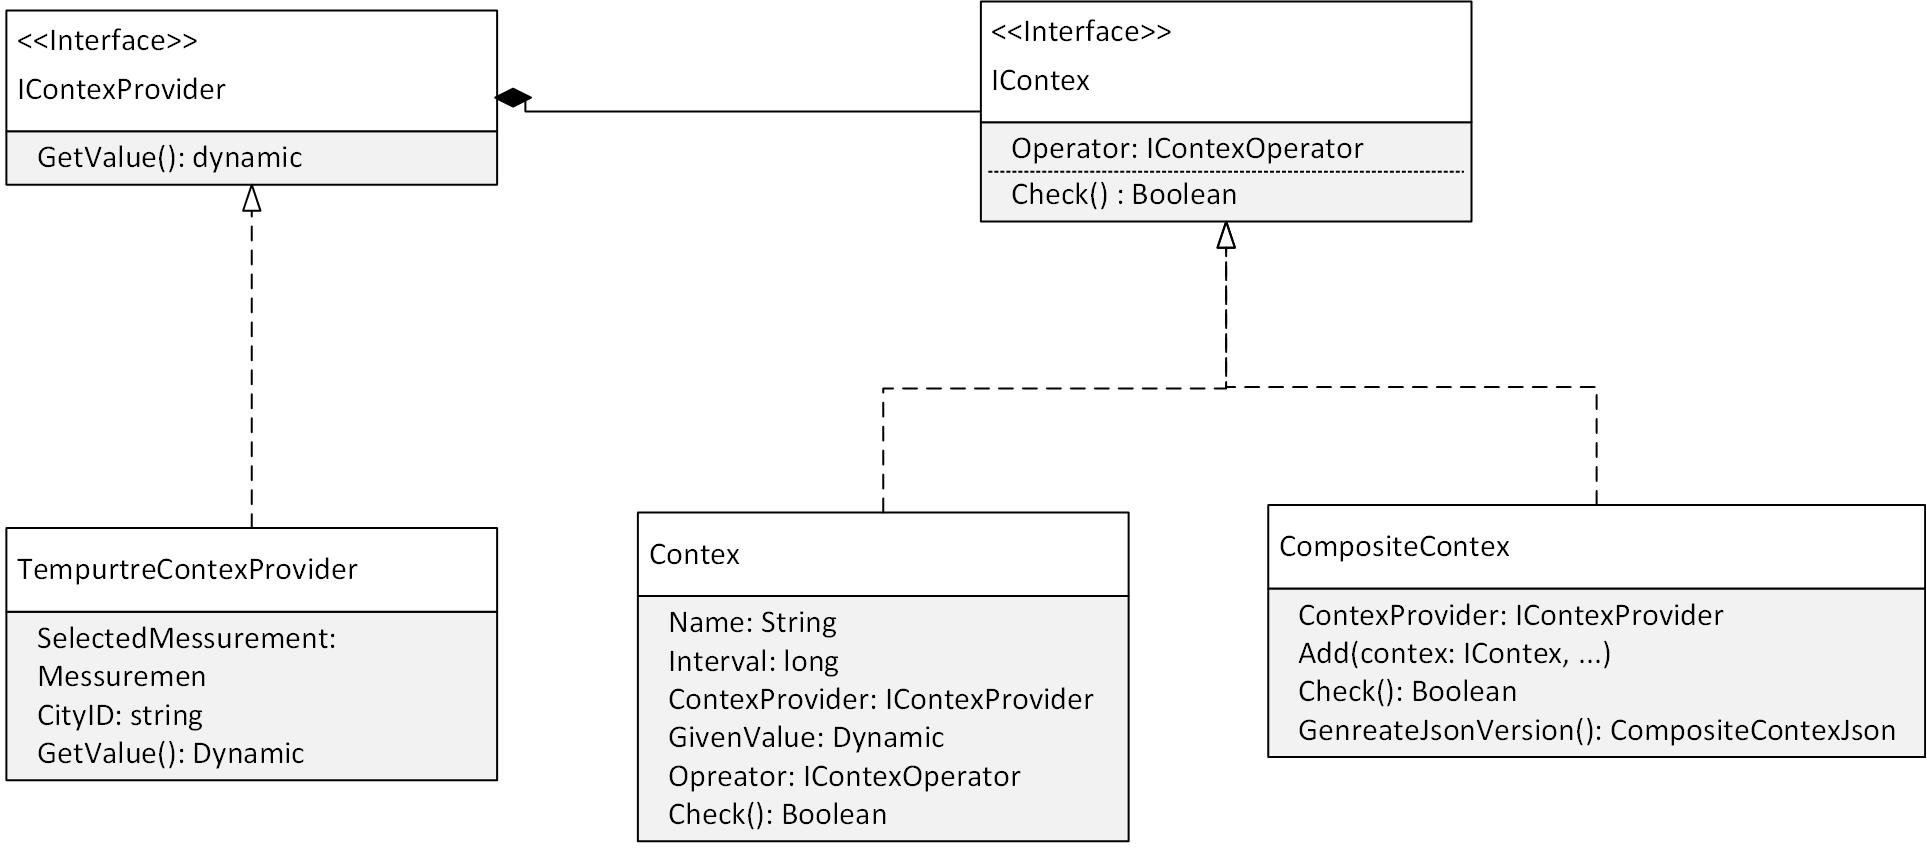 <<Interface>>
IContexProvider
GetValue(): dynamic
<<Interface>>
IContex
Operator: IContexOperator
Check() : Boolean
TempurtreContexProvider
SelectedMessurement:
Messuremen
CityID: string
GetValue(): Dynamic
Contex
Name: String
Interval: long
ContexProvider: IContexProvider
GivenValue: Dynamic
Opreator: IContexOperator
Check(): Boolean
CompositeContex
ContexProvider: IContexProvider
Add(contex: IContex, ...)
Check(): Boolean
GenreateJsonVersion(): CompositeContexJson